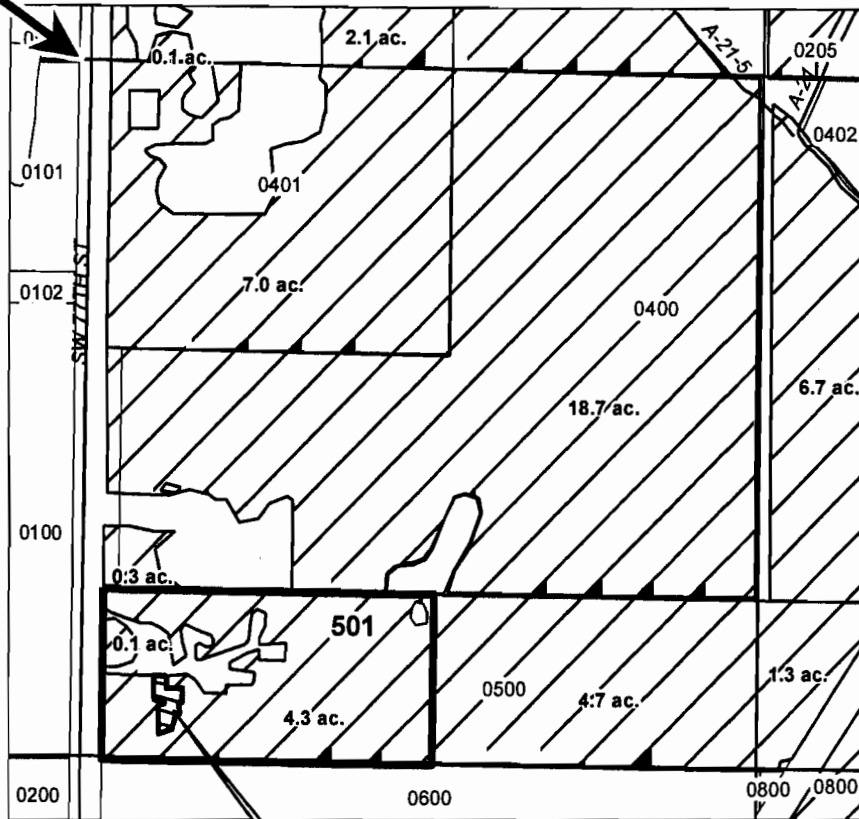 2.1 ac.
A-21-5
0205
0.1 ac.
A-21
0402
0101
0401
SW 77TH ST
7.0 ac.
0102
0400
6.7 ac.
18.7 ac.
0100
0.3 ac.
501
0.1 ac.
1.3 ac.
0500
4.7 ac.
4.3 ac.
0200
0600
0800
0800